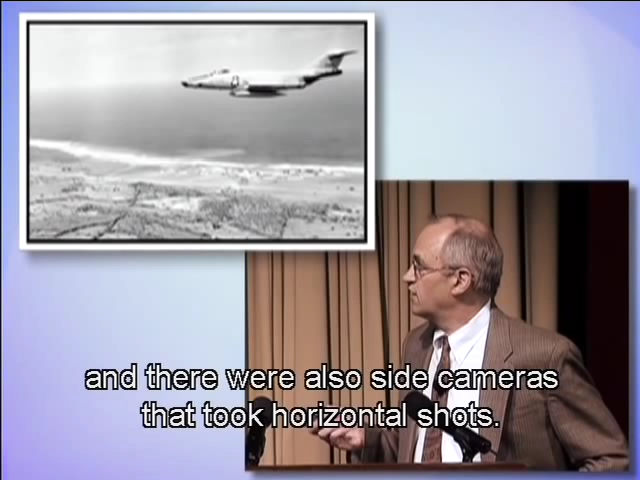 and there were also side cameras
that took horizontal shots.